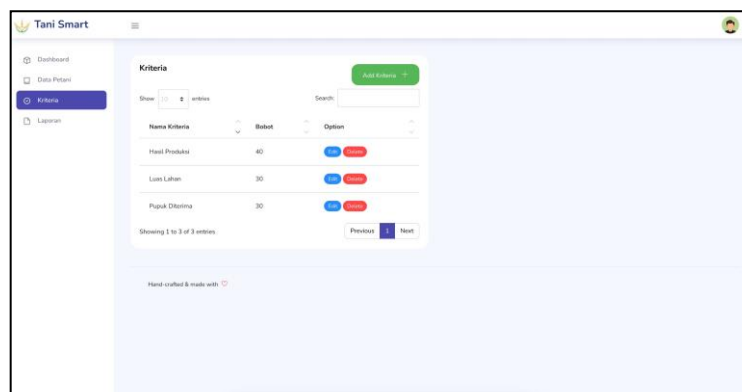 Tani Smart
Dashboard
Data Petani
Kriteria
Laporan
Kriteria
Add Kriteria +
Show 10 entries
Search:
Nama Kriteria Bobot Option
Hasil Produksi 40 Edit Delete
Luas Lahan 30 Edit Delete
Pupuk Diterima 30 Edit Delete
Showing 1 to 3 of 3 entries
Previous 1 Next
Hand-crafted & made with